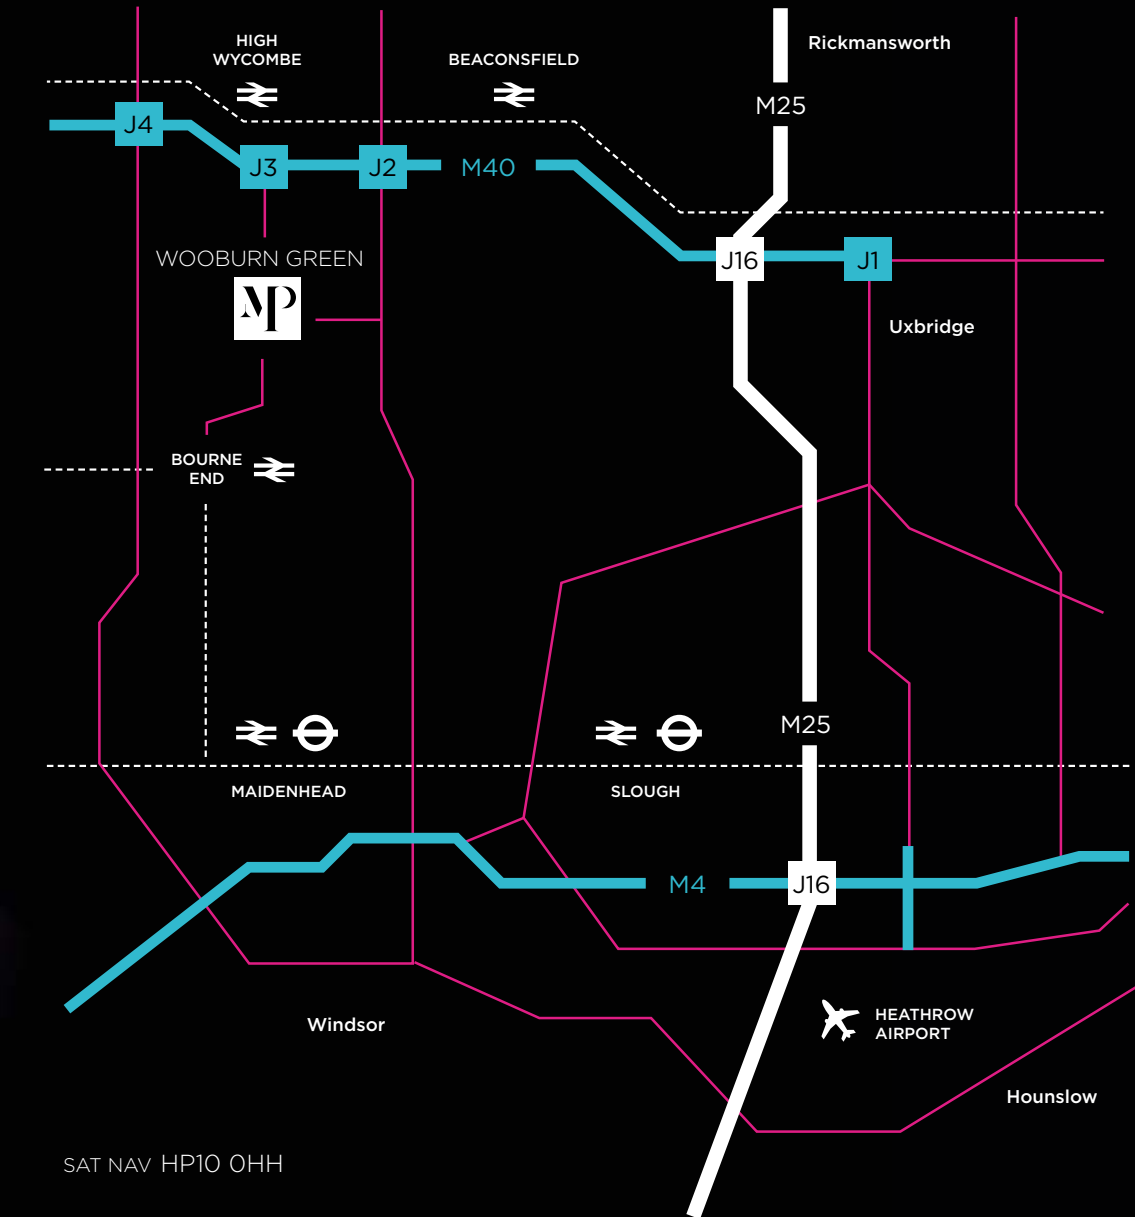 HIGH
WYCOMBE
BEACONSFIELD
Rickmansworth
M25
J4
J3
J2
M40
WOOBURN GREEN
MP
J16
J1
Uxbridge
BOURNE
END
M25
MAIDENHEAD
SLOUGH
M4
J16
Windsor
HEATHROW
AIRPORT
Hounslow
SAT NAV HP10 0HH